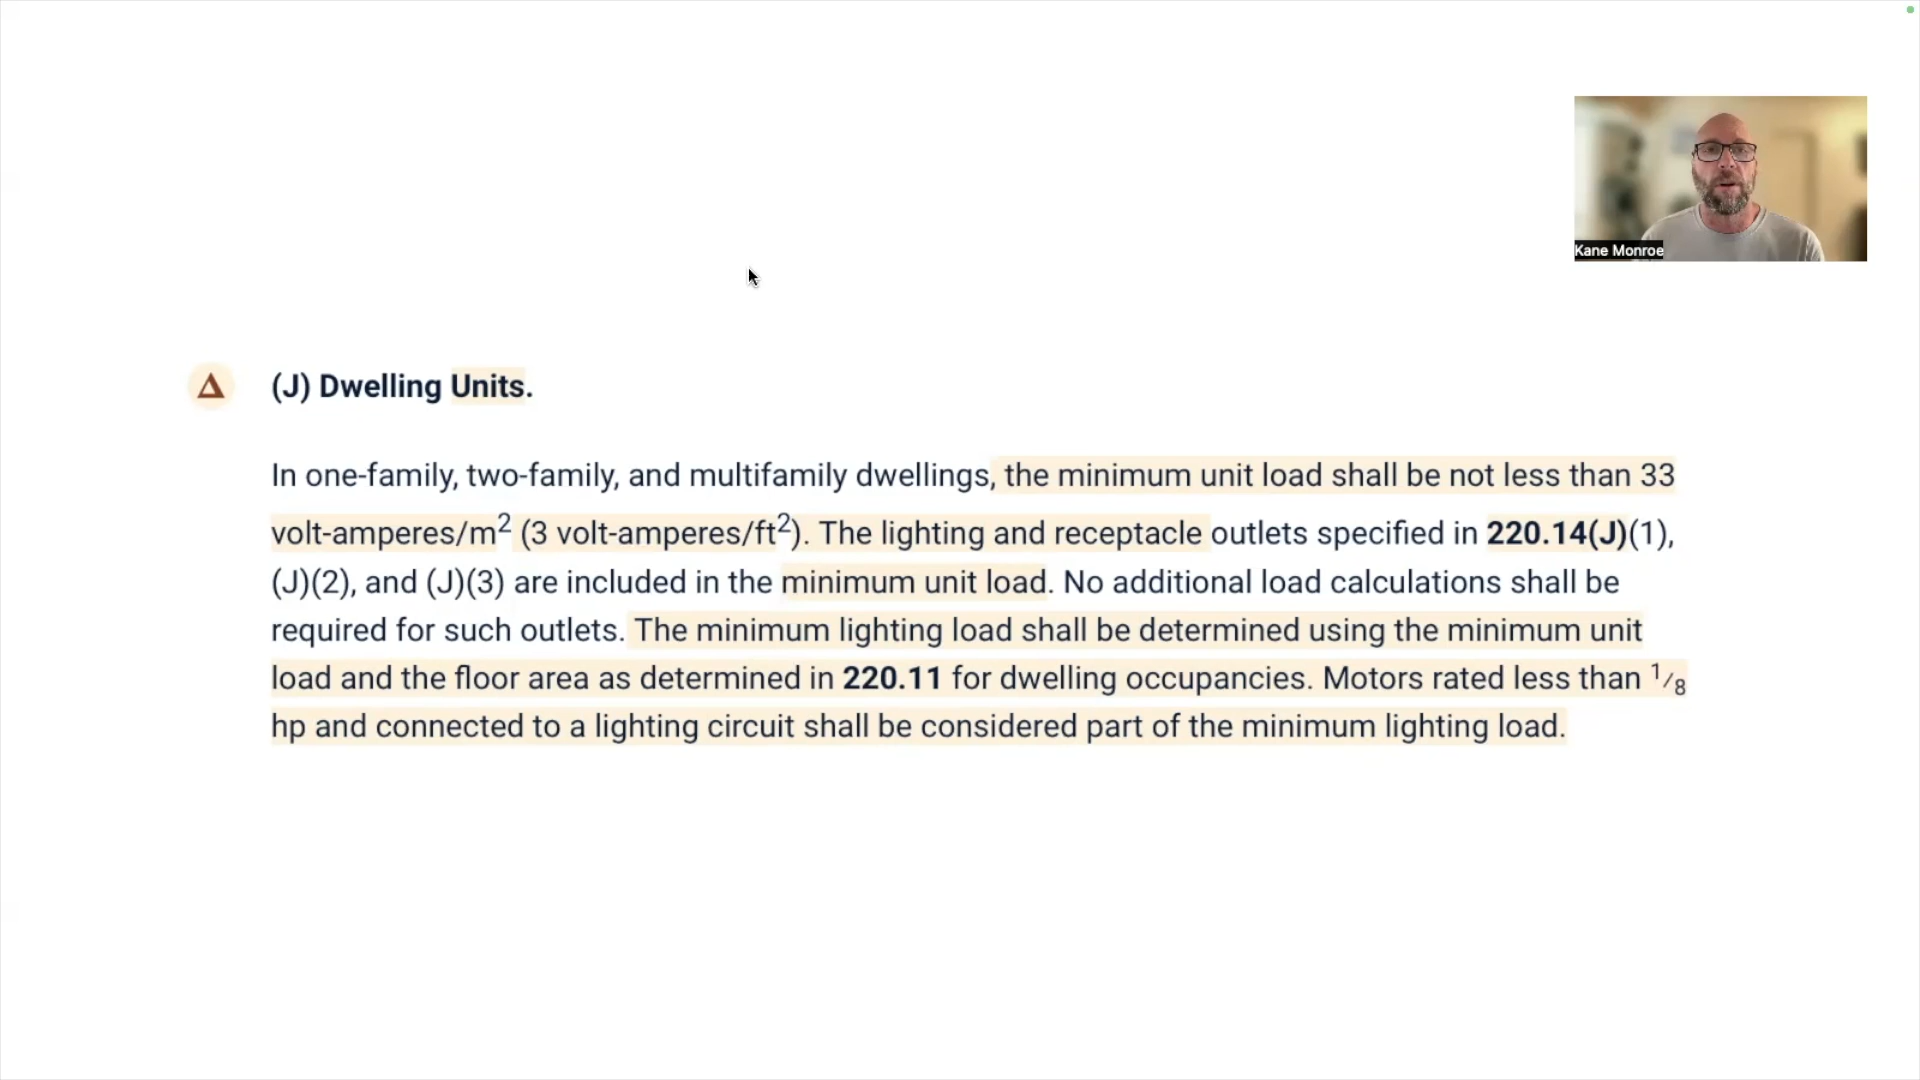 Kane Monroe
Δ (J) Dwelling Units.
In one-family, two-family, and multifamily dwellings, the minimum unit load shall be not less than 33
volt-amperes/m² (3 volt-amperes/ft²). The lighting and receptacle outlets specified in 220.14(J)(1),
(J)(2), and (J)(3) are included in the minimum unit load. No additional load calculations shall be
required for such outlets. The minimum lighting load shall be determined using the minimum unit
load and the floor area as determined in 220.11 for dwelling occupancies. Motors rated less than 1/8
hp and connected to a lighting circuit shall be considered part of the minimum lighting load.